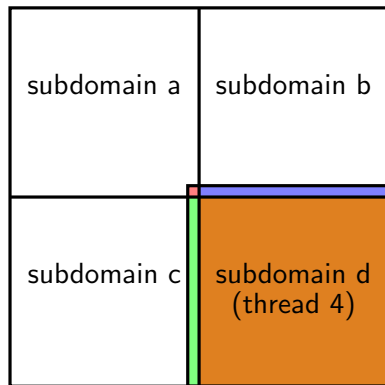 subdomain a
subdomain b
subdomain c
subdomain d
(thread 4)